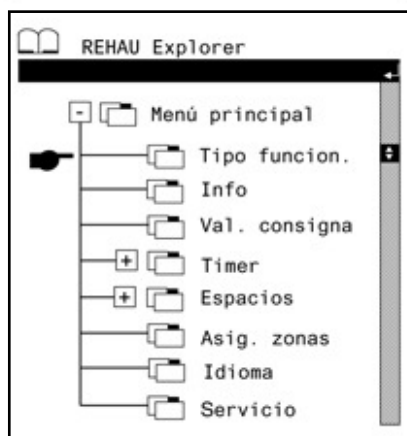 REHAU Explorer
Menú principal
Tipo funcion.
Info
Val. consigna
Timer
Espacios
Asig. zonas
Idioma
Servicio